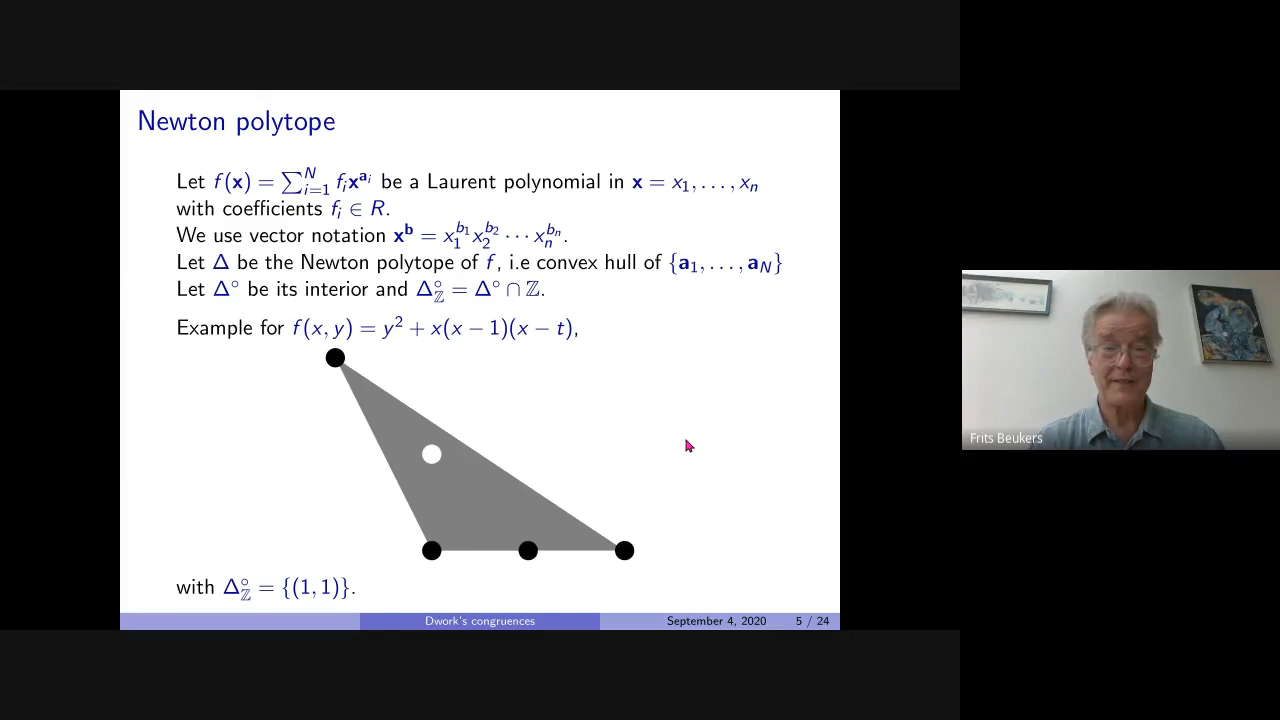 Newton polytope
Let f(x) = ∑_{i=1}^{N} f_i x^{a_i} be a Laurent polynomial in x = x_1, . . . , x_n
with coefficients f_i ∈ R.
We use vector notation x^b = x_1^{b_1} x_2^{b_2} ⋯ x_n^{b_n}.
Let Δ be the Newton polytope of f, i.e convex hull of {a_1, . . . , a_N}
Let Δ° be its interior and Δ°_ℤ = Δ° ∩ ℤ.
Example for f(x, y) = y² + x(x − 1)(x − t),
with Δ°_ℤ = {(1, 1)}.
Dwork's congruences September 4, 2020 5 / 24
Frits Beukers